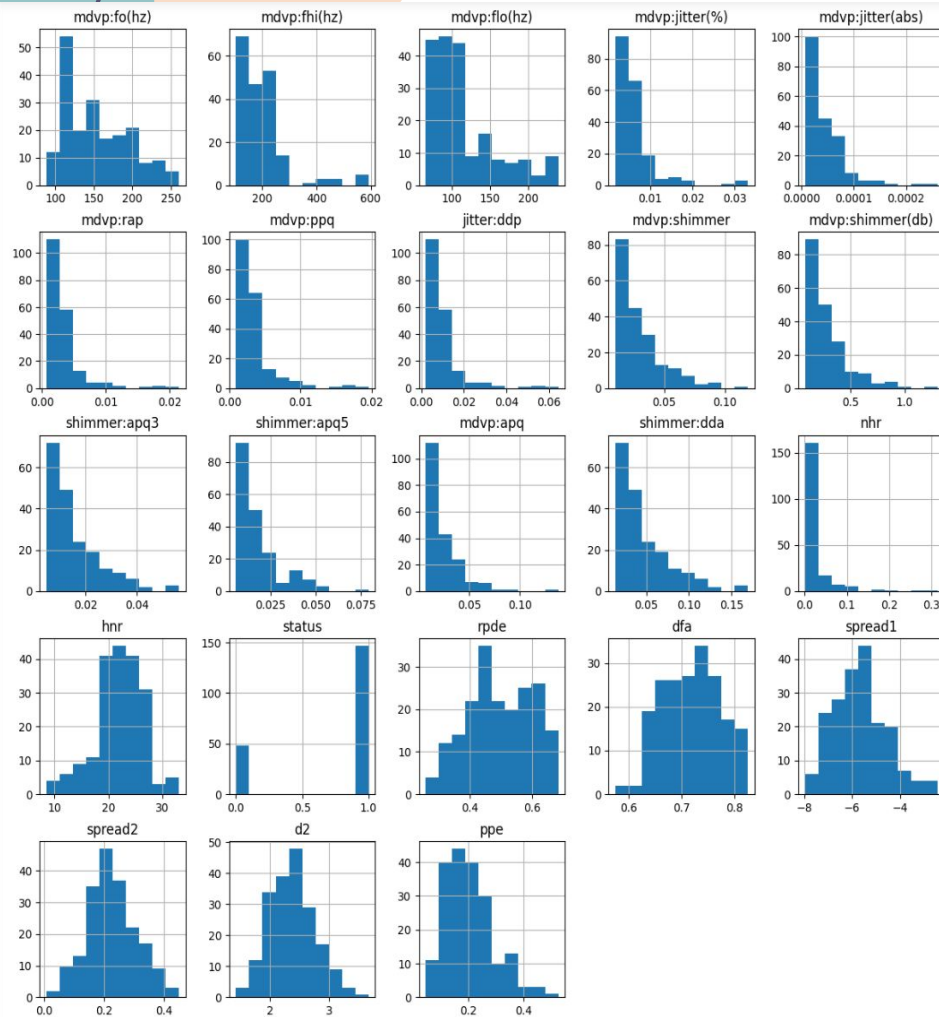 mdvp:fo(hz) mdvp:fhi(hz) mdvp:flo(hz) mdvp:jitter(%) mdvp:jitter(abs)
50 60 40 80 100
40 40 30 60 80
30 20 20 40 60
20 10 20 40
10 20
0 0 0 0 0
100 150 200 250 200 400 600 100 150 200 0.01 0.02 0.03 0.0000 0.0001 0.0002
mdvp:rap mdvp:ppq jitter:ddp mdvp:shimmer mdvp:shimmer(db)
100 100 100 80 80
80 80 80 60 60
60 60 60 40 40
40 40 40 20 20
20 20 20
0 0 0 0 0
0.00 0.01 0.02 0.00 0.01 0.02 0.00 0.02 0.04 0.06 0.05 0.10 0.5 1.0
shimmer:apq3 shimmer:apq5 mdvp:apq shimmer:dda nhr
60 80 100 60 150
40 60 80 40 100
20 40 60 20 50
20 40
20
0 0 0 0 0
0.02 0.04 0.025 0.050 0.075 0.05 0.10 0.05 0.10 0.15 0.0 0.1 0.2 0.3
hnr status rpde dfa spread1
40 150 30 30 40
30 100 20 20 30
20 50 10 10 20
10 10
0 0 0 0 0
10 20 30 0.0 0.5 1.0 0.4 0.6 0.6 0.7 0.8 −8 −6 −4
spread2 d2 ppe
40 50 40
30 40 30
20 30 20
10 20 10
10
0 0 0
0.0 0.2 0.4 2 3 0.2 0.4